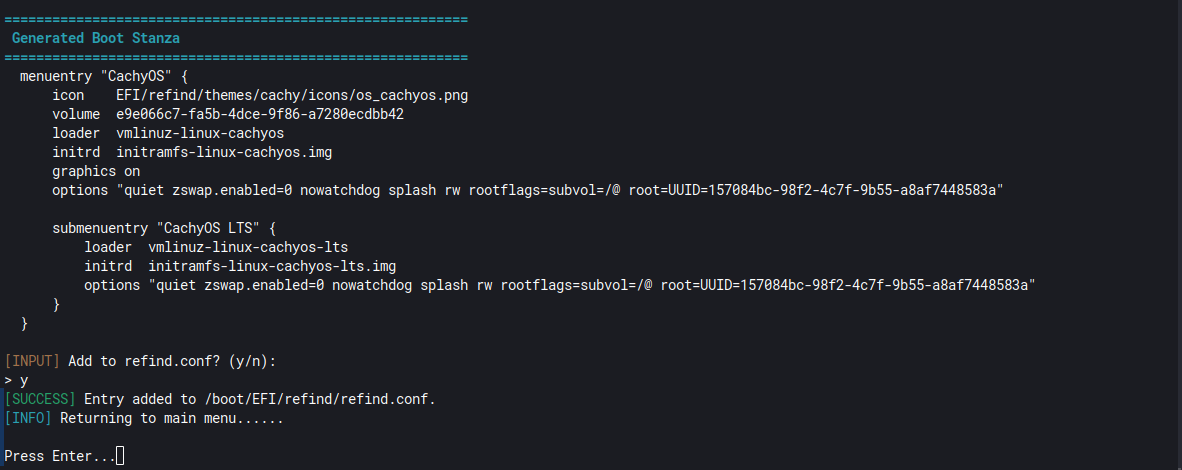 ==========================================================
Generated Boot Stanza
==========================================================
menuentry "CachyOS" {
icon    EFI/refind/themes/cachy/icons/os_cachyos.png
volume  e9e066c7-fa5b-4dce-9f86-a7280ecdbb42
loader  vmlinuz-linux-cachyos
initrd  initramfs-linux-cachyos.img
graphics on
options "quiet zswap.enabled=0 nowatchdog splash rw rootflags=subvol=/@ root=UUID=157084bc-98f2-4c7f-9b55-a8af7448583a"
submenuentry "CachyOS LTS" {
loader  vmlinuz-linux-cachyos-lts
initrd  initramfs-linux-cachyos-lts.img
options "quiet zswap.enabled=0 nowatchdog splash rw rootflags=subvol=/@ root=UUID=157084bc-98f2-4c7f-9b55-a8af7448583a"
}
}
[INPUT] Add to refind.conf? (y/n):
> y
[SUCCESS] Entry added to /boot/EFI/refind/refind.conf.
[INFO] Returning to main menu......
Press Enter...